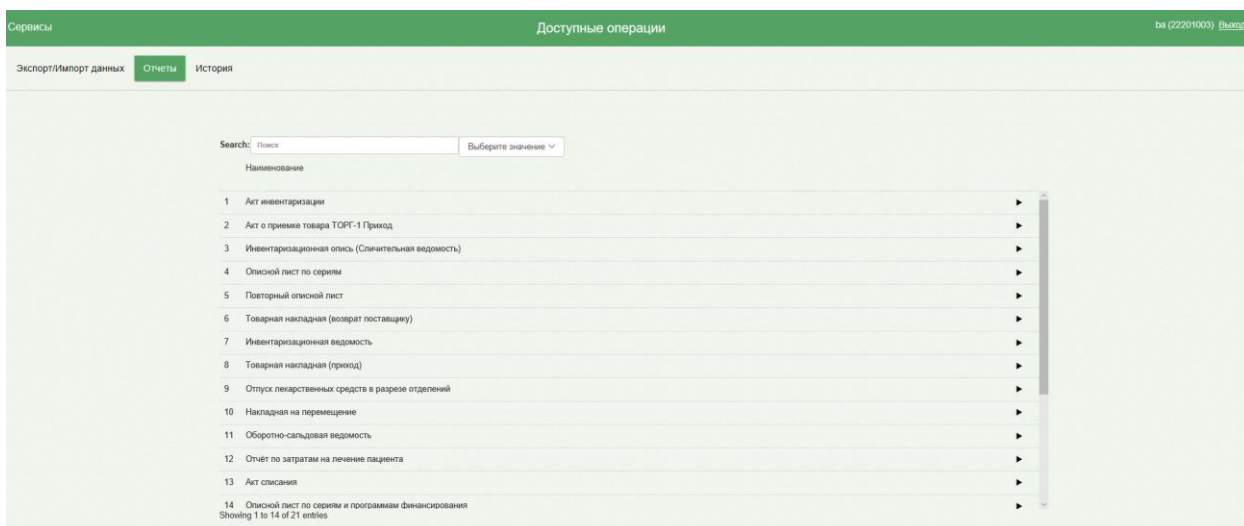 Сервисы Доступные операции ba (22201003) Выход
Экспорт/Импорт данных Отчеты История
Search: Поиск Выберите значение
Наименование
1 Акт инвентаризации
2 Акт о приемке товара ТОРГ-1 Приход
3 Инвентаризационная опись (Сличительная ведомость)
4 Описной лист по сериям
5 Повторный описной лист
6 Товарная накладная (возврат поставщику)
7 Инвентаризационная ведомость
8 Товарная накладная (приход)
9 Отпуск лекарственных средств в разрезе отделений
10 Накладная на перемещение
11 Оборотно-сальдовая ведомость
12 Отчёт по затратам на лечение пациента
13 Акт списания
14 Описной лист по сериям и программам финансирования
Showing 1 to 14 of 21 entries